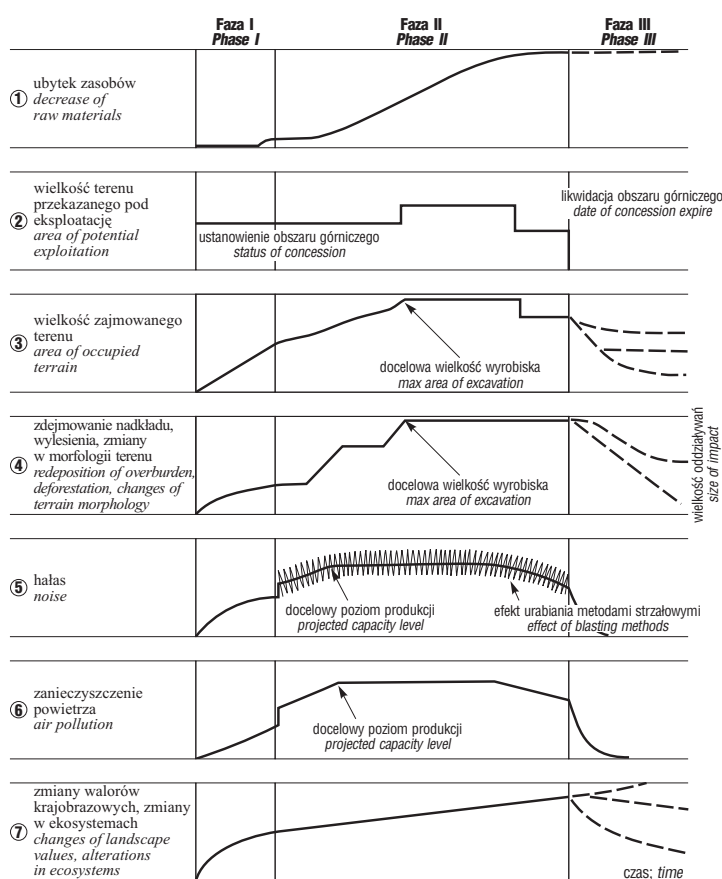 Faza I
Phase I
Faza II
Phase II
Faza III
Phase III
1
ubytek zasobów
decrease of
raw materials
2
wielkość terenu
przekazanego pod
eksploatację
area of potential
exploitation
ustanowienie obszaru górniczego
status of concession
likwidacja obszaru górniczego
date of concession expire
3
wielkość zajmowanego
terenu
area of occupied
terrain
docelowa wielkość wyrobiska
max area of excavation
4
zdejmowanie nadkładu,
wylesienia, zmiany
w morfologii terenu
redeposition of overburden,
deforestation, changes of
terrain morphology
docelowa wielkość wyrobiska
max area of excavation
wielkość oddziaływań
size of impact
5
hałas
noise
docelowy poziom produkcji
projected capacity level
efekt urabiania metodami strzałowymi
effect of blasting methods
6
zanieczyszczenie
powietrza
air pollution
docelowy poziom produkcji
projected capacity level
7
zmiany walorów
krajobrazowych, zmiany
w ekosystemach
changes of landscape
values, alterations
in ecosystems
czas; time